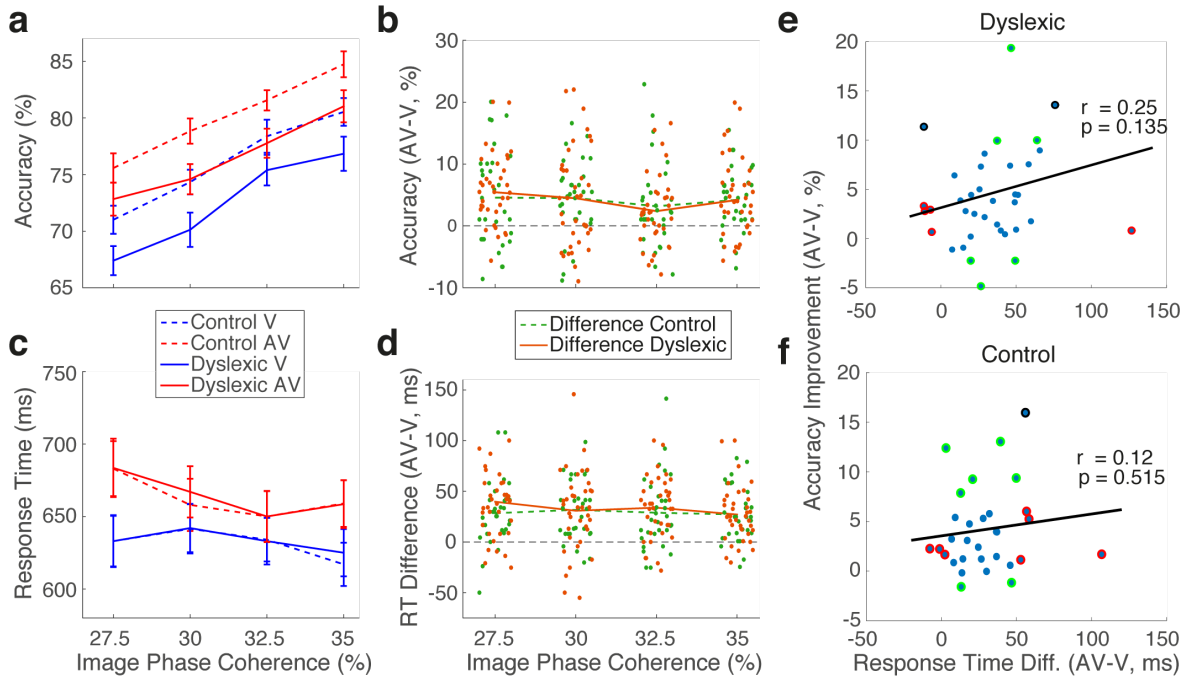 a
Accuracy (%)
85
80
75
70
65
b
Accuracy (AV-V, %)
30
20
10
0
-10
e
Dyslexic
20
15
10
5
0
-5
r = 0.25
p = 0.135
-50
0
50
100
150
Control V
Control AV
Dyslexic V
Dyslexic AV
Difference Control
Difference Dyslexic
c
Response Time (ms)
750
700
650
600
27.5
30
32.5
35
Image Phase Coherence (%)
d
RT Difference (AV-V, ms)
150
100
50
0
-50
27.5
30
32.5
35
Image Phase Coherence (%)
f
Control
Accuracy Improvement (AV-V, %)
20
15
10
5
0
-5
r = 0.12
p = 0.515
-50
0
50
100
150
Response Time Diff. (AV-V, ms)